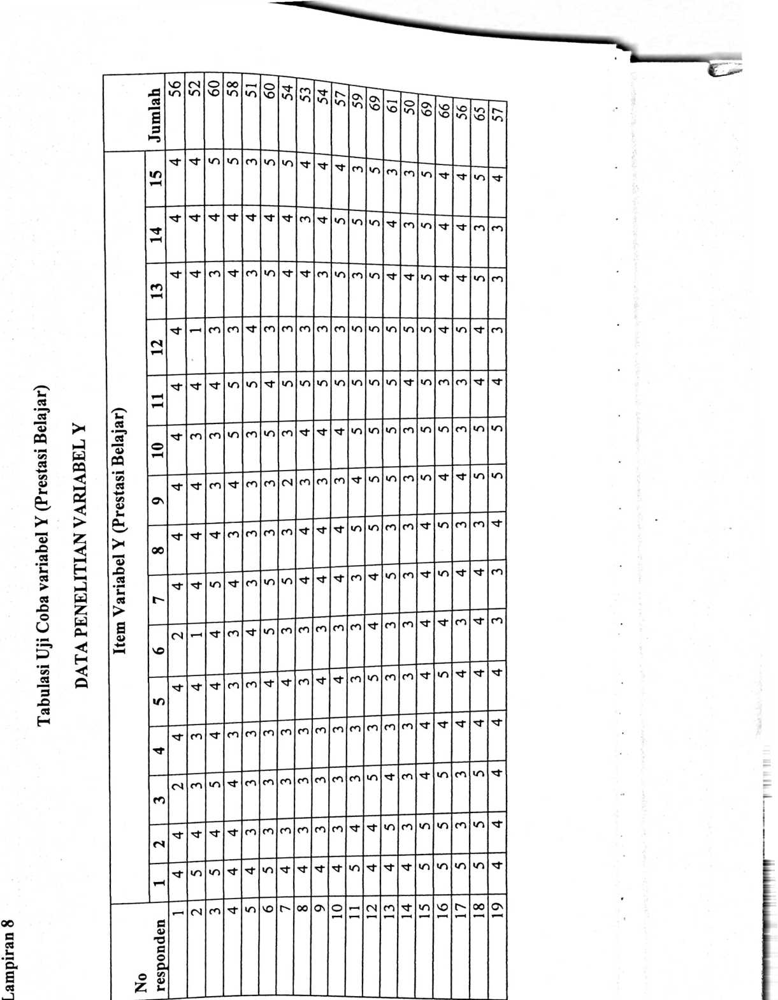 Lampiran 8
Tabulasi Uji Coba variabel Y (Prestasi Belajar)
DATA PENELITIAN VARIABEL Y
No responden Item Variabel Y (Prestasi Belajar) Jumlah
1 2 3 4 5 6 7 8 9 10 11 12 13 14 15
1 4 4 2 4 4 2 4 4 4 4 4 4 4 4 4 56
2 5 4 3 3 4 1 4 4 4 3 4 1 4 4 4 52
3 5 4 5 4 4 4 5 4 3 3 4 3 3 4 5 60
4 4 4 4 3 3 3 4 3 4 5 5 3 4 4 5 58
5 4 3 3 3 3 4 3 3 3 3 5 4 3 4 3 51
6 5 3 3 3 4 5 5 3 3 5 4 3 5 4 5 60
7 4 3 3 3 4 3 5 3 2 3 5 3 4 4 5 54
8 4 3 3 3 3 3 4 4 3 4 5 3 4 3 4 53
9 4 3 3 3 4 3 4 4 3 4 5 3 3 4 4 54
10 4 3 3 3 4 3 4 4 3 4 5 3 5 5 4 57
11 5 4 3 3 3 3 3 5 4 5 5 5 3 5 3 59
12 4 4 5 3 5 4 4 5 5 5 5 5 5 5 5 69
13 4 5 4 3 3 3 5 3 5 5 5 5 4 4 3 61
14 4 3 3 3 3 3 3 3 3 3 4 5 4 3 3 50
15 5 5 4 4 4 4 4 4 5 5 5 5 5 5 5 69
16 5 5 5 4 5 4 5 5 4 5 3 4 4 4 4 66
17 5 3 3 4 4 3 4 3 4 3 3 5 4 4 4 56
18 5 5 5 4 4 4 4 3 5 5 4 4 5 3 5 65
19 4 4 4 4 4 3 3 4 5 5 4 3 3 3 4 57